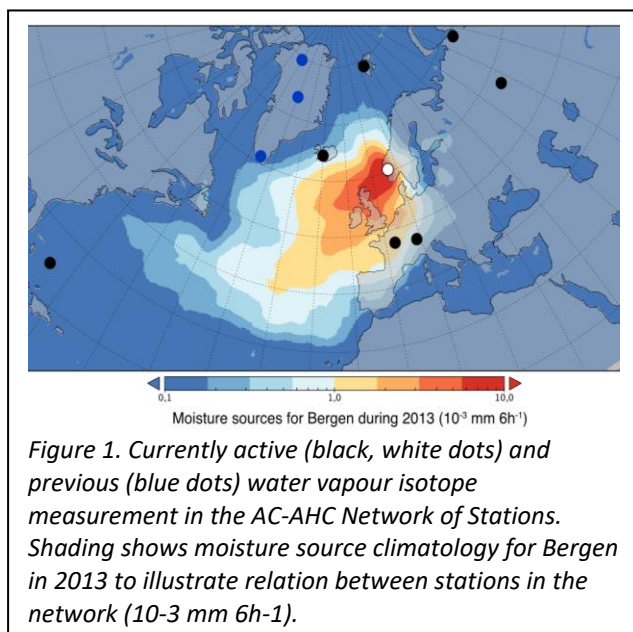 0,1 1,0 10,0
Moisture sources for Bergen during 2013 (10⁻³ mm 6h⁻¹)
Figure 1. Currently active (black, white dots) and
previous (blue dots) water vapour isotope
measurement in the AC-AHC Network of Stations.
Shading shows moisture source climatology for Bergen
in 2013 to illustrate relation between stations in the
network (10-3 mm 6h-1).